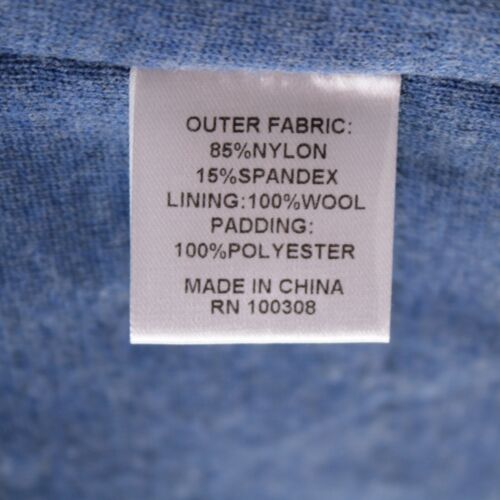 OUTER FABRIC:
85%NYLON
15%SPANDEX
LINING:100%WOOL
PADDING:
100%POLYESTER
MADE IN CHINA
RN 100308